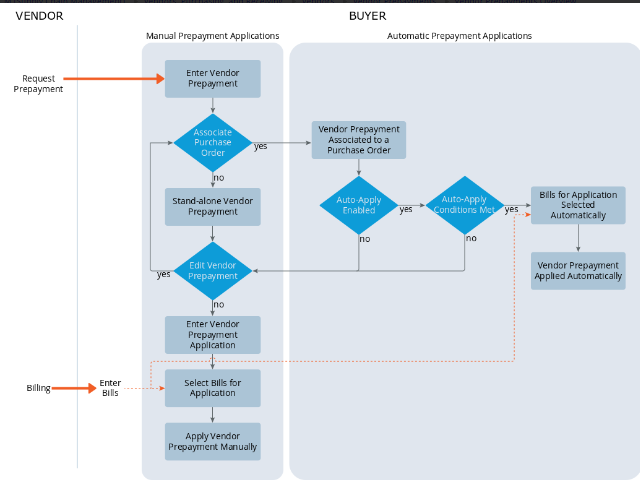 VENDOR
BUYER
Manual Prepayment Applications
Automatic Prepayment Applications
Request
Prepayment
Enter Vendor
Prepayment
Associate
Purchase
Order
yes
no
Vendor Prepayment
Associated to a
Purchase Order
Stand-alone Vendor
Prepayment
Auto-Apply
Enabled
yes
no
Auto-Apply
Conditions Met
yes
no
Bills for Application
Selected
Automatically
Vendor Prepayment
Applied Automatically
Edit Vendor
Prepayment
yes
no
Enter Vendor
Prepayment
Application
Billing
Enter
Bills
Select Bills for
Application
Apply Vendor
Prepayment Manually